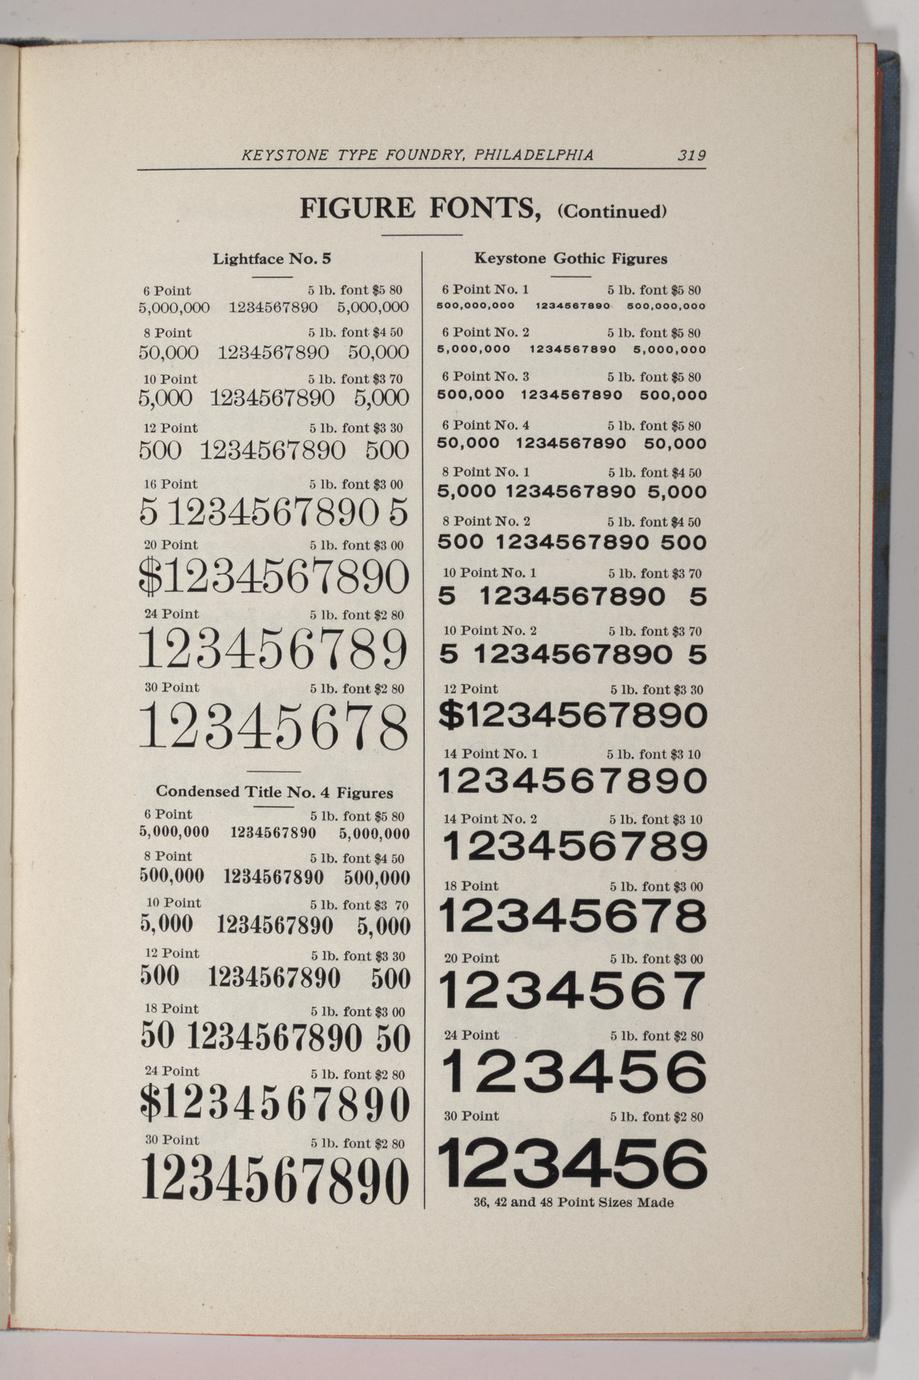 KEYSTONE TYPE FOUNDRY, PHILADELPHIA 319
FIGURE FONTS, (Continued)
Lightface No. 5
6 Point 5 lb. font $5 80
5,000,000 1234567890 5,000,000
8 Point 5 lb. font $4 50
50,000 1234567890 50,000
10 Point 5 lb. font $3 70
5,000 1234567890 5,000
12 Point 5 lb. font $3 30
500 1234567890 500
16 Point 5 lb. font $3 00
5 1234567890 5
20 Point 5 lb. font $3 00
$1234567890
24 Point 5 lb. font $2 80
123456789
30 Point 5 lb. font $2 80
12345678
Condensed Title No. 4 Figures
6 Point 5 lb. font $5 80
5,000,000 1234567890 5,000,000
8 Point 5 lb. font $4 50
500,000 1234567890 500,000
10 Point 5 lb. font $3 70
5,000 1234567890 5,000
12 Point 5 lb. font $3 30
500 1234567890 500
18 Point 5 lb. font $3 00
50 1234567890 50
24 Point 5 lb. font $2 80
$1234567890
30 Point 5 lb. font $2 80
1234567890
Keystone Gothic Figures
6 Point No. 1 5 lb. font $5 80
500,000,000 1234567890 500,000,000
6 Point No. 2 5 lb. font $5 80
5,000,000 1234567890 5,000,000
6 Point No. 3 5 lb. font $5 80
500,000 1234567890 500,000
6 Point No. 4 5 lb. font $5 80
50,000 1234567890 50,000
8 Point No. 1 5 lb. font $4 50
5,000 1234567890 5,000
8 Point No. 2 5 lb. font $4 50
500 1234567890 500
10 Point No. 1 5 lb. font $3 70
5 1234567890 5
10 Point No. 2 5 lb. font $3 70
5 1234567890 5
12 Point 5 lb. font $3 30
$1234567890
14 Point No. 1 5 lb. font $3 10
1234567890
14 Point No. 2 5 lb. font $3 10
123456789
18 Point 5 lb. font $3 00
12345678
20 Point 5 lb. font $3 00
1234567
24 Point 5 lb. font $2 80
123456
30 Point 5 lb. font $2 80
123456
36, 42 and 48 Point Sizes Made